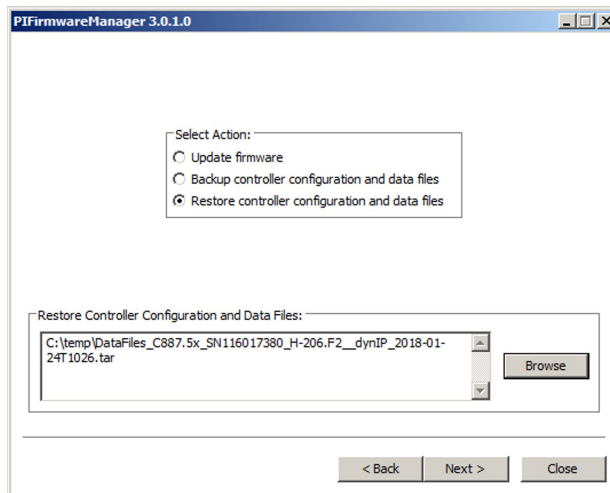 PIFirmwareManager 3.0.1.0
Select Action:
Update firmware
Backup controller configuration and data files
Restore controller configuration and data files
Restore Controller Configuration and Data Files:
C:\temp\DataFiles_C887.5x_SN116017380_H-206.F2__dynIP_2018-01-
24T1026.tar
Browse
< Back Next > Close